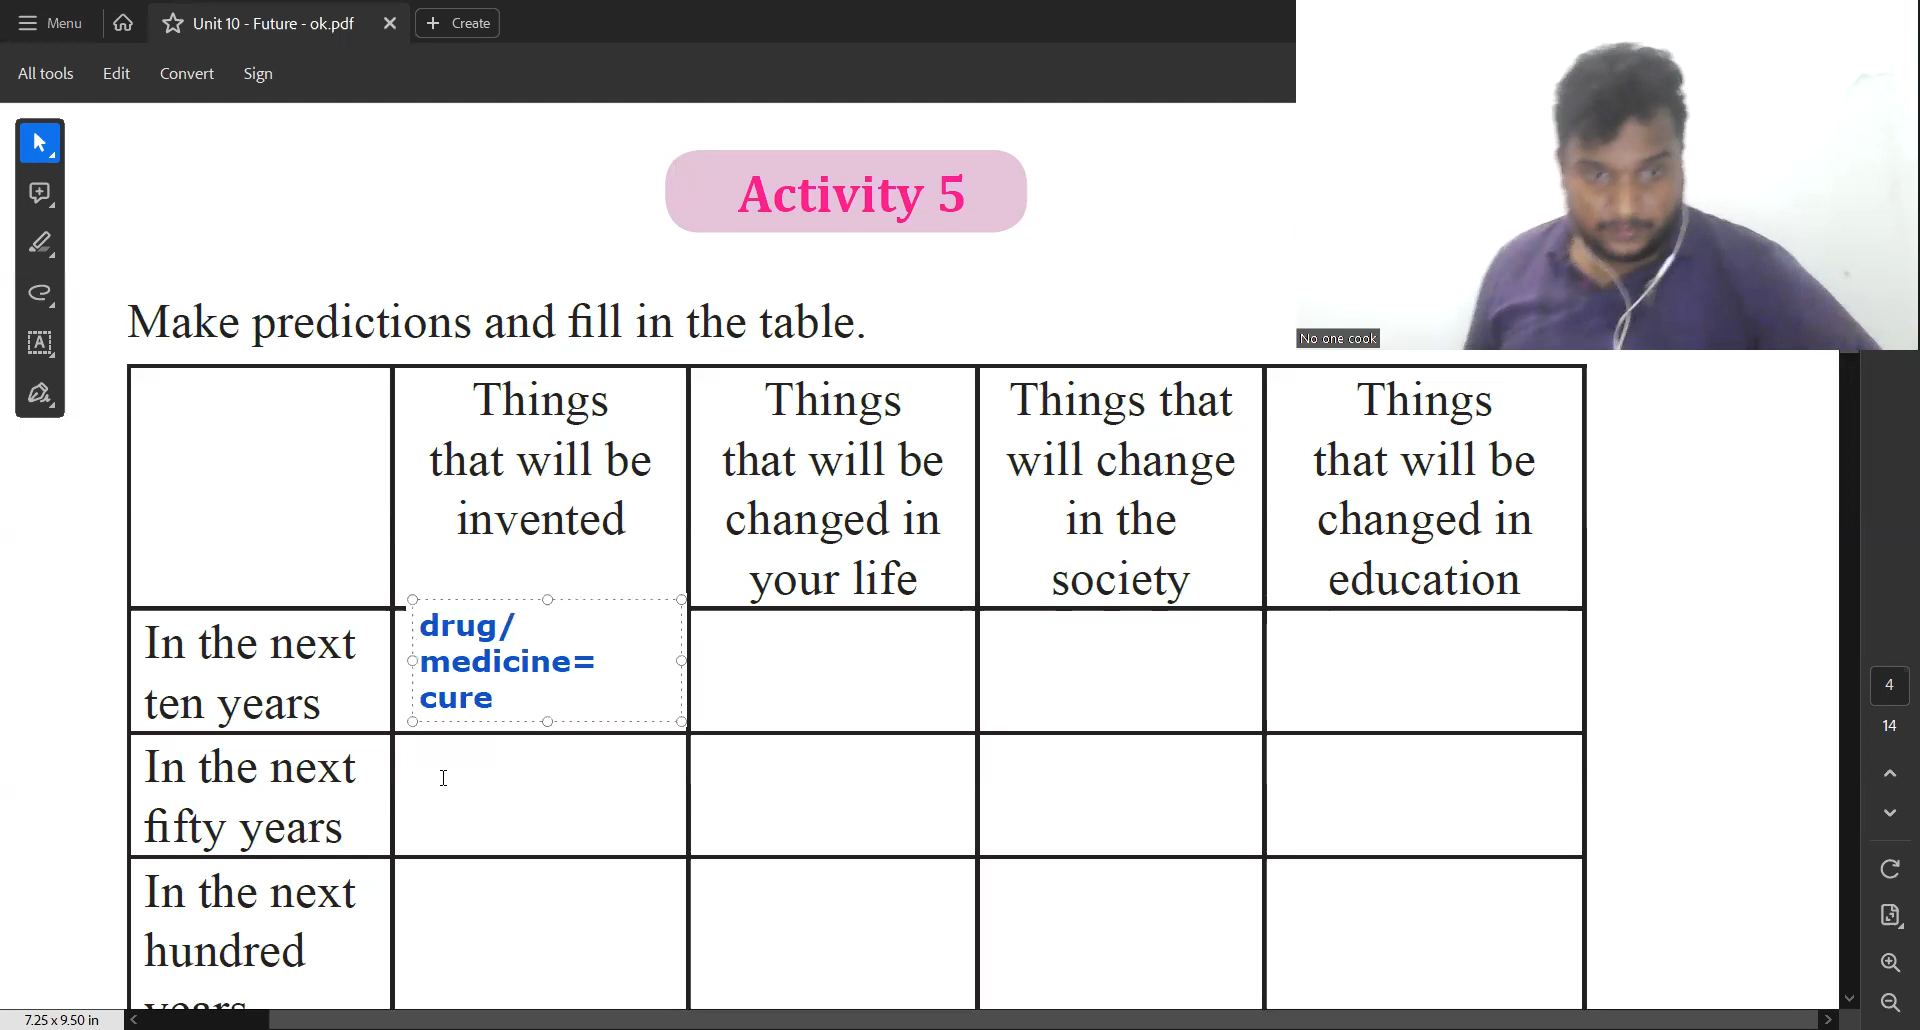 Menu
Unit 10 - Future - ok.pdf
Create
All tools
Edit
Convert
Sign
No one cook
Activity 5
Make predictions and fill in the table.
Things
that will be
invented
Things
that will be
changed in
your life
Things that
will change
in the
society
Things
that will be
changed in
education
In the next
ten years
drug/
medicine=
cure
In the next
fifty years
In the next
hundred
years
4
14
7.25 x 9.50 in